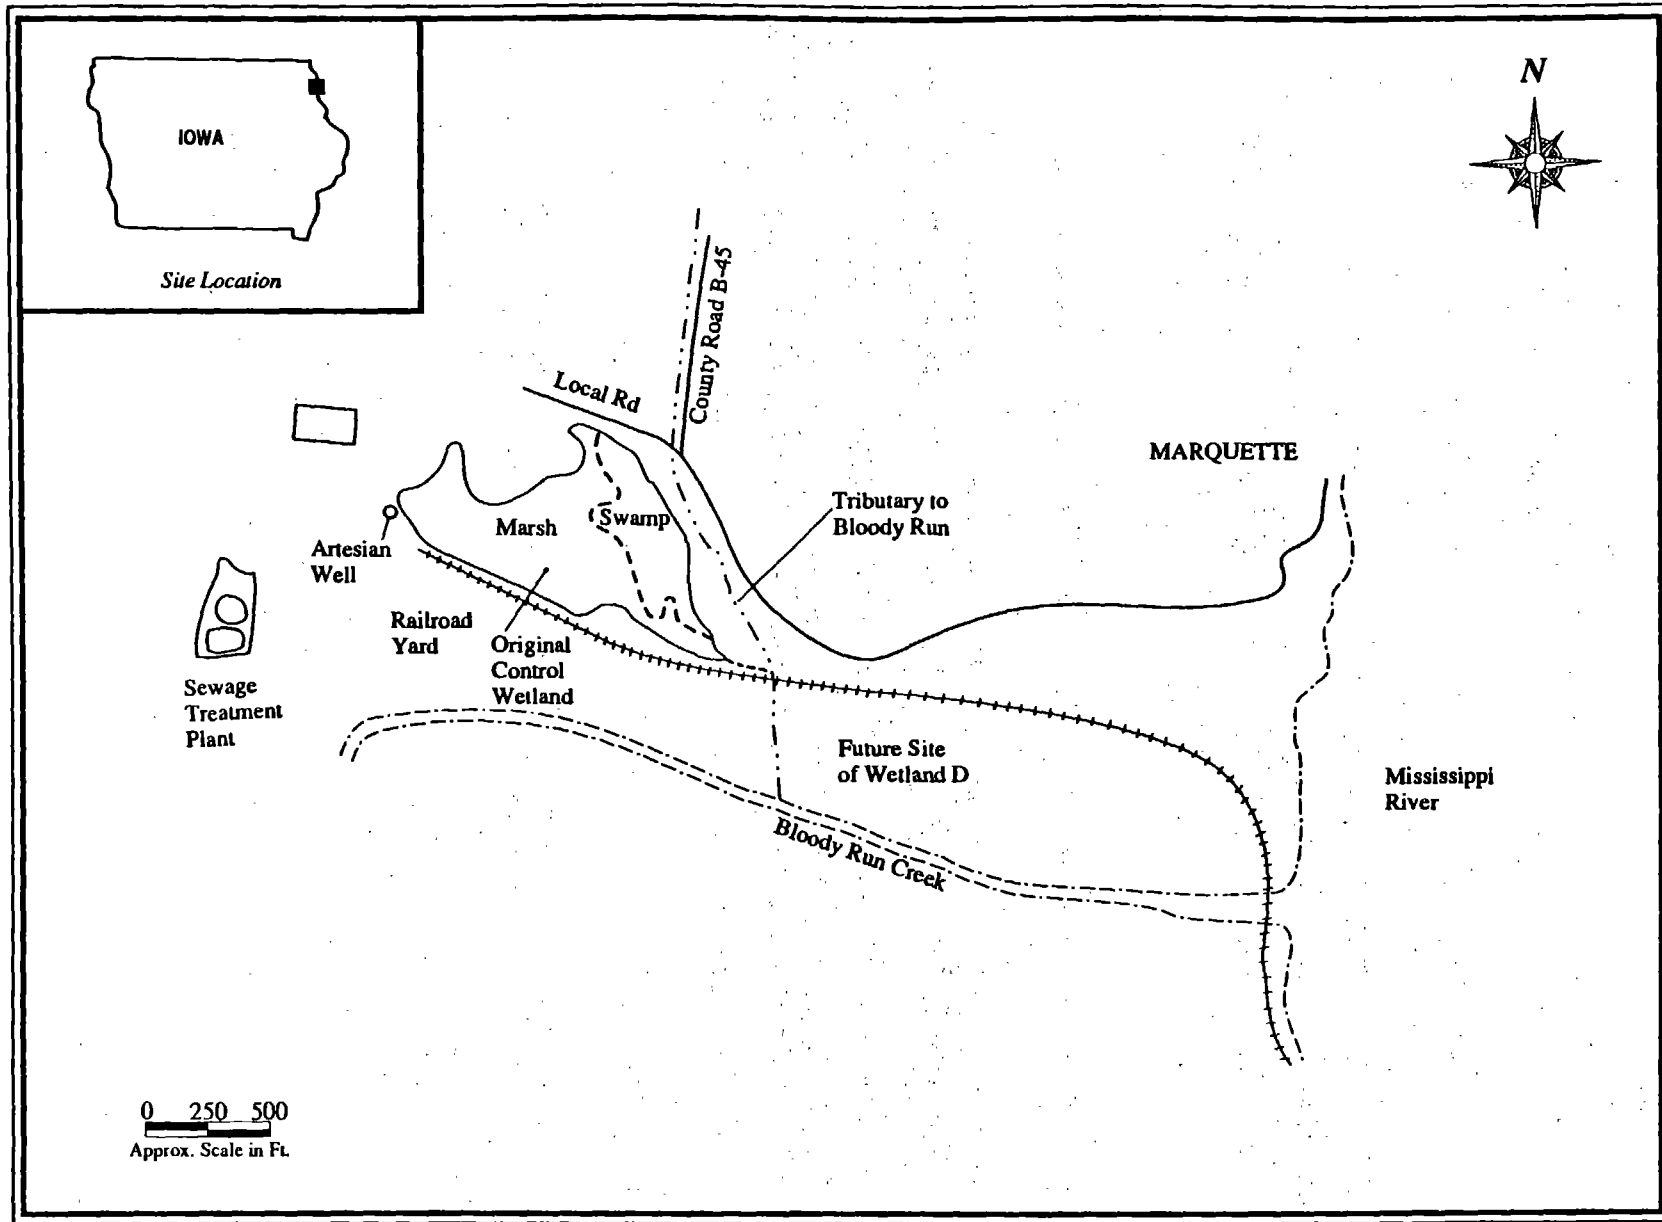 IOWA
Site Location
N
County Road B-45
Local Rd
MARQUETTE
Tributary to
Bloody Run
Swamp
Marsh
Artesian
Well
Railroad
Yard
Original
Control
Wetland
Sewage
Treatment
Plant
Future Site
of Wetland D
Mississippi
River
Bloody Run Creek
0 250 500
Approx. Scale in Ft.